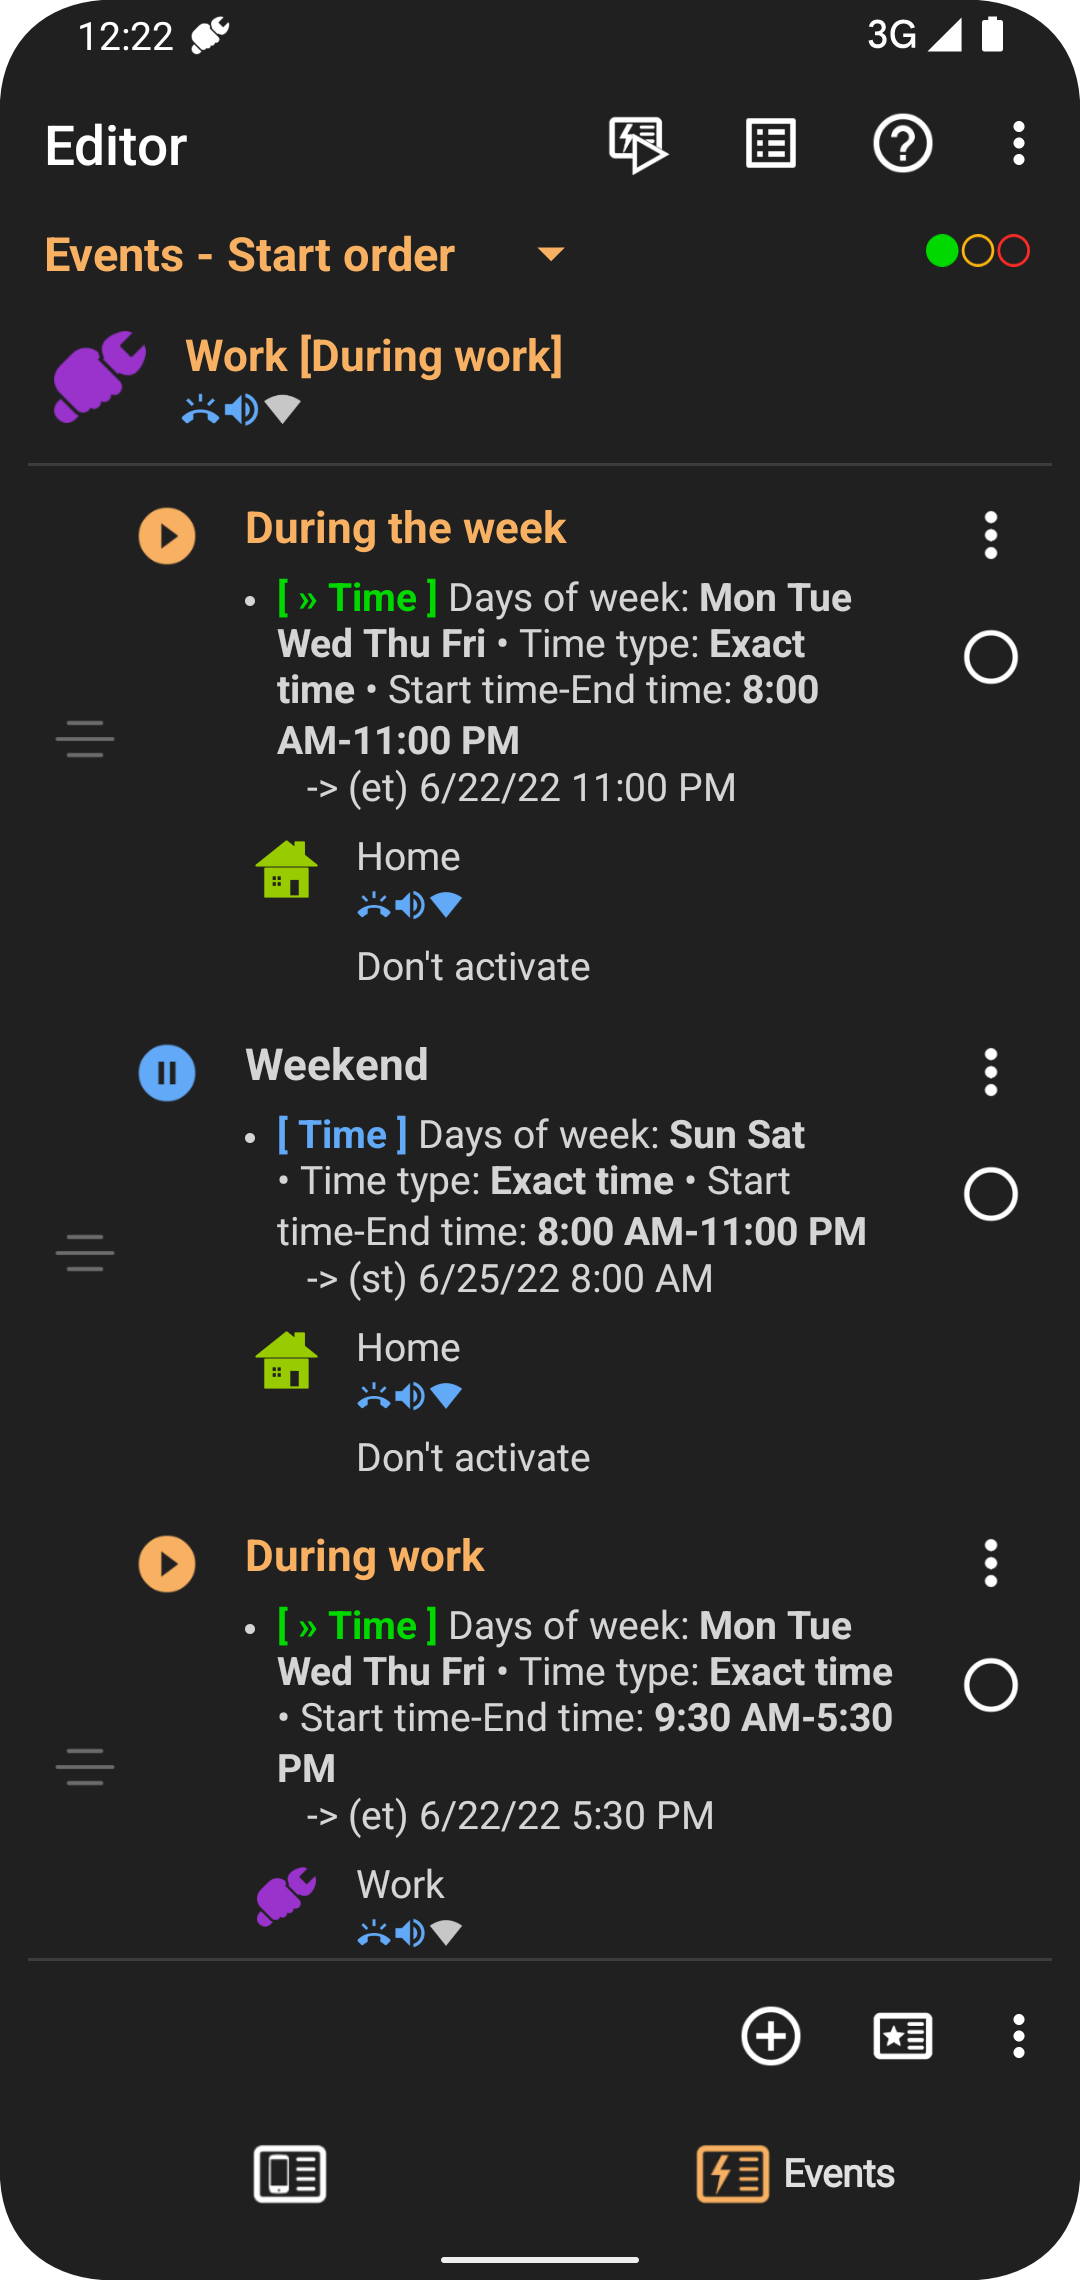 12:22
3G
Editor
Events - Start order
Work [During work]
During the week
• [ » Time ] Days of week: Mon Tue
Wed Thu Fri • Time type: Exact
time • Start time-End time: 8:00
AM-11:00 PM
-> (et) 6/22/22 11:00 PM
Home
Don't activate
Weekend
• [ Time ] Days of week: Sun Sat
• Time type: Exact time • Start
time-End time: 8:00 AM-11:00 PM
-> (st) 6/25/22 8:00 AM
Home
Don't activate
During work
• [ » Time ] Days of week: Mon Tue
Wed Thu Fri • Time type: Exact time
• Start time-End time: 9:30 AM-5:30
PM
-> (et) 6/22/22 5:30 PM
Work
Events